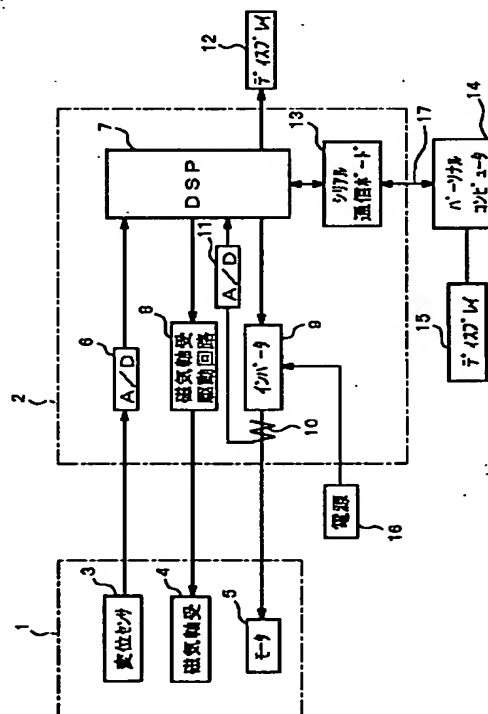 1
変位センサ
3
磁気軸受
4
モータ
5
2
A/D
6
磁気軸受
駆動回路
8
インバータ
9
10
A/D
11
DSP
7
電源
16
ディスプレイ
12
シリアル
通信ボード
13
17
パーソナル
コンピュータ
14
ディスプレイ
15